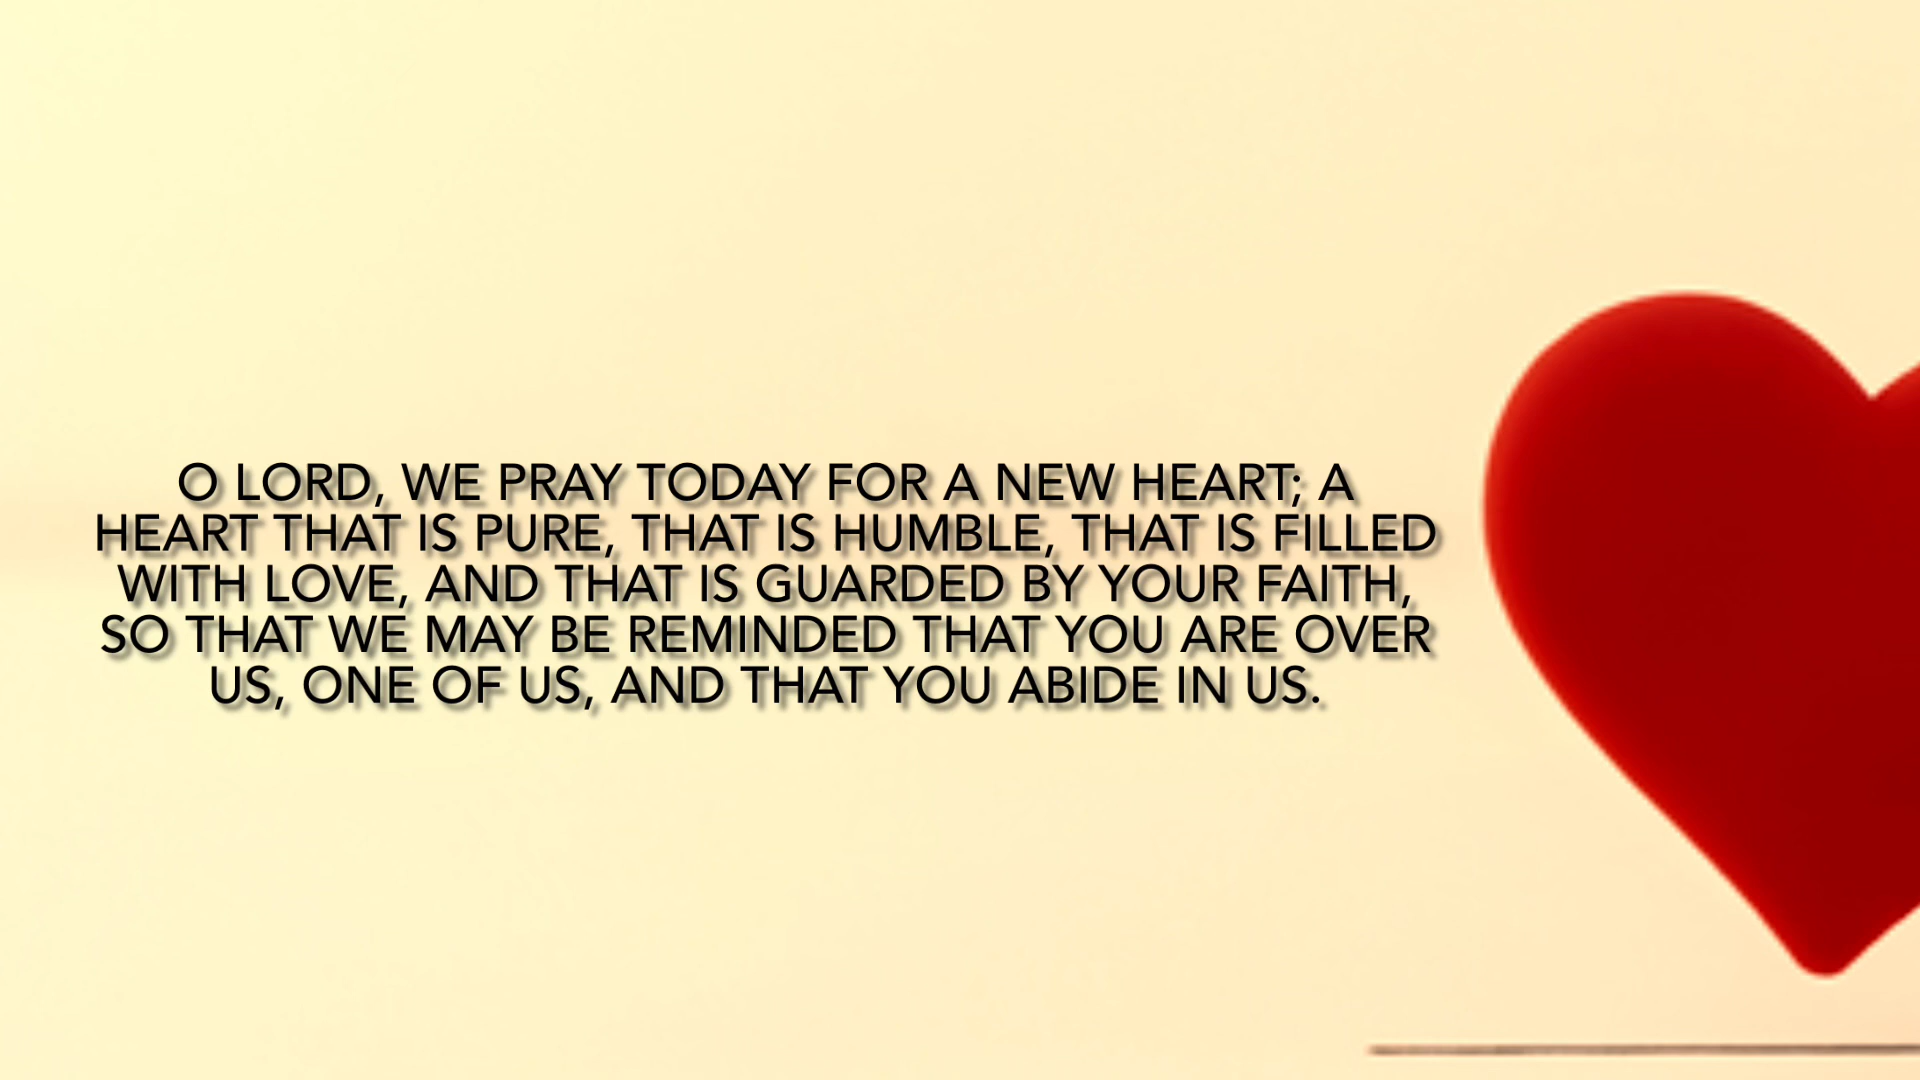 O LORD, WE PRAY TODAY FOR A NEW HEART; A
HEART THAT IS PURE, THAT IS HUMBLE, THAT IS FILLED
WITH LOVE, AND THAT IS GUARDED BY YOUR FAITH,
SO THAT WE MAY BE REMINDED THAT YOU ARE OVER
US, ONE OF US, AND THAT YOU ABIDE IN US.